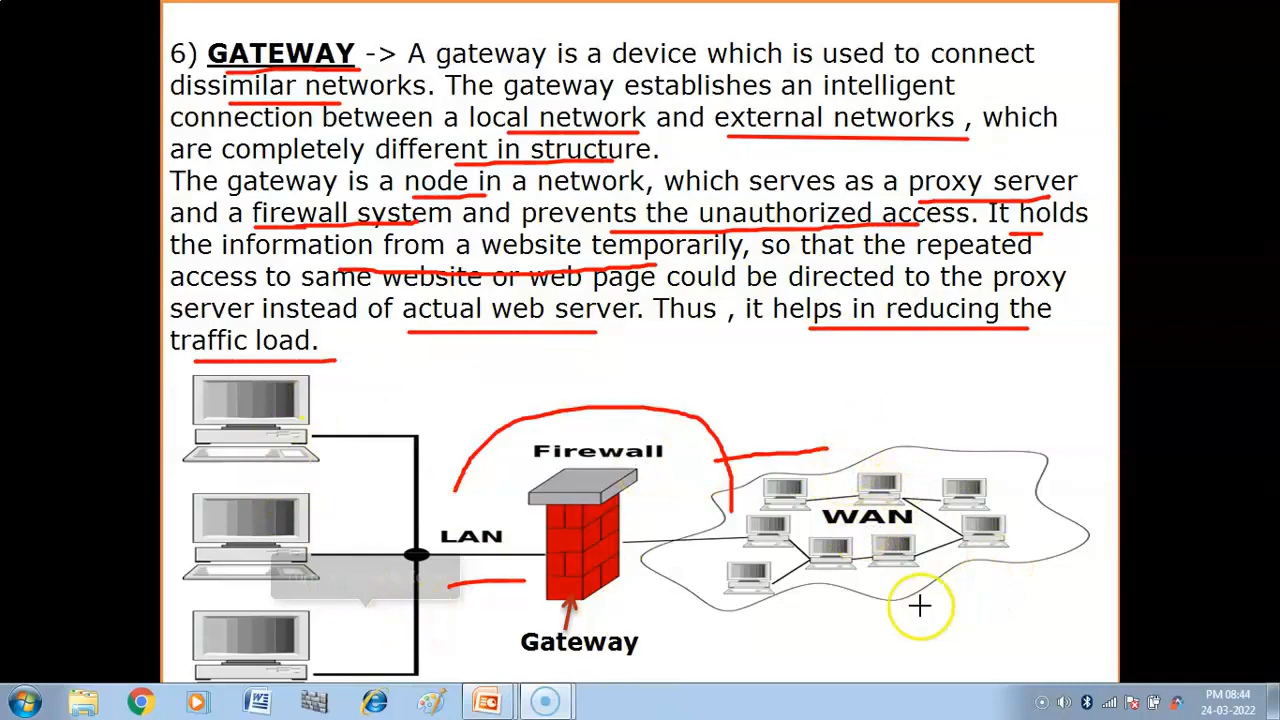 6) GATEWAY -> A gateway is a device which is used to connect
dissimilar networks. The gateway establishes an intelligent
connection between a local network and external networks , which
are completely different in structure.
The gateway is a node in a network, which serves as a proxy server
and a firewall system and prevents the unauthorized access. It holds
the information from a website temporarily, so that the repeated
access to same website or web page could be directed to the proxy
server instead of actual web server. Thus , it helps in reducing the
traffic load.
Firewall
WAN
LAN
Gateway
PM 08:44
24-03-2022